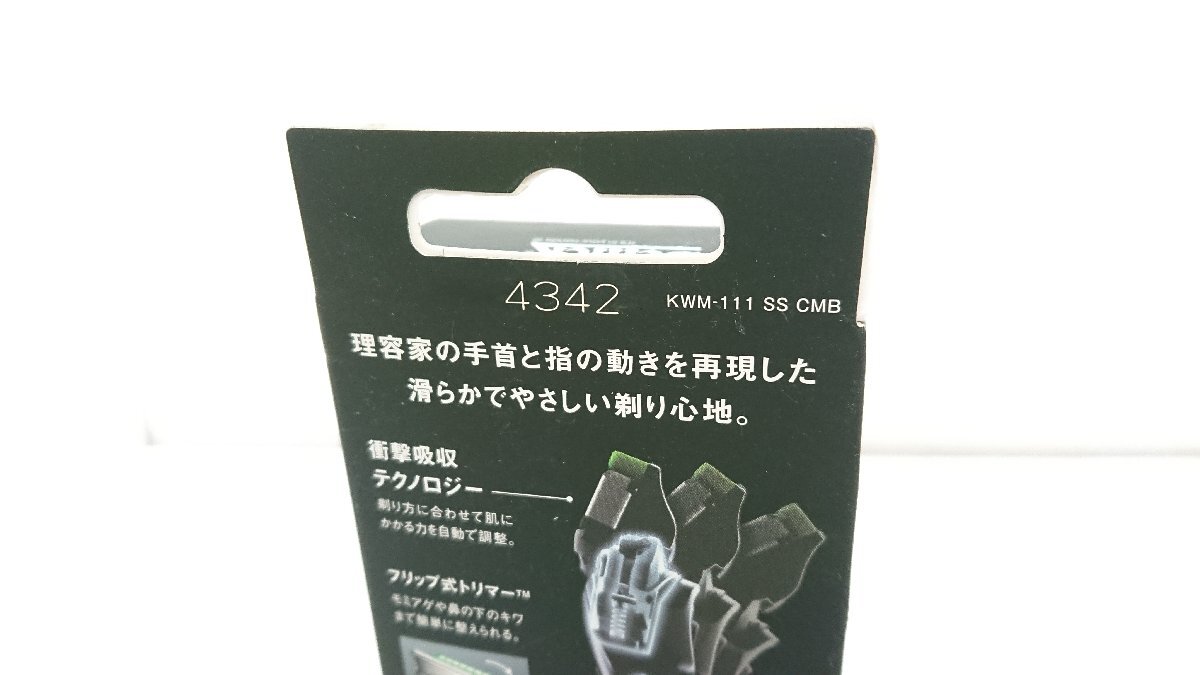 4342 KWM-111 SS CMB
理容家の手首と指の動きを再現した
滑らかでやさしい剃り心地。
衝撃吸収
テクノロジー
剃り方に合わせて肌に
かかる力を自動で調整。
フリップ式トリマー™
モミアゲや鼻の下のキワ
まで簡単に整えられる。